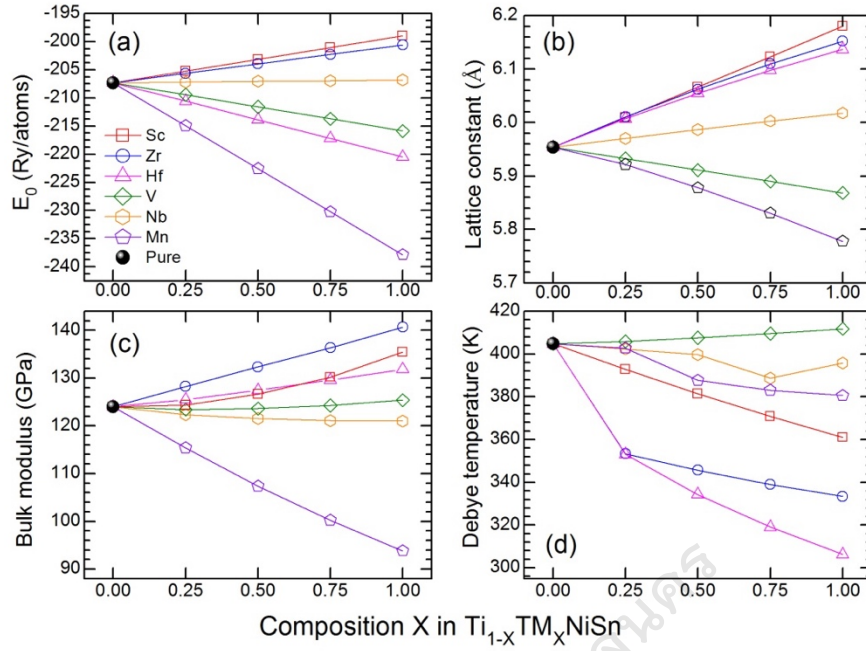 (a)
E0 (Ry/atoms)
-195
-200
-205
-210
-215
-220
-225
-230
-235
-240
Sc
Zr
Hf
V
Nb
Mn
Pure
0.00 0.25 0.50 0.75 1.00
(b)
Lattice constant (Å)
6.2
6.1
6.0
5.9
5.8
5.7
0.00 0.25 0.50 0.75 1.00
(c)
Bulk modulus (GPa)
140
130
120
110
100
90
0.00 0.25 0.50 0.75 1.00
(d)
Debye temperature (K)
420
400
380
360
340
320
300
0.00 0.25 0.50 0.75 1.00
Composition X in Ti1-XTMXNiSn